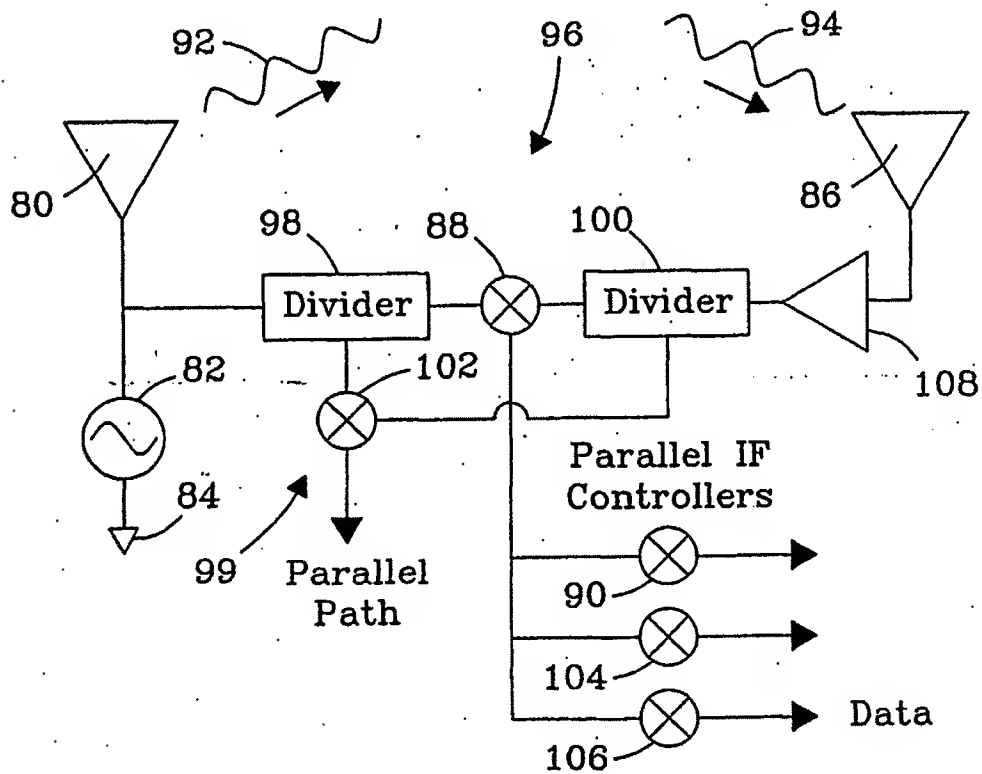 92
96
94
80
86
98
88
100
Divider
Divider
82
102
108
84
Parallel IF
Controllers
99
Parallel
Path
90
104
106
Data